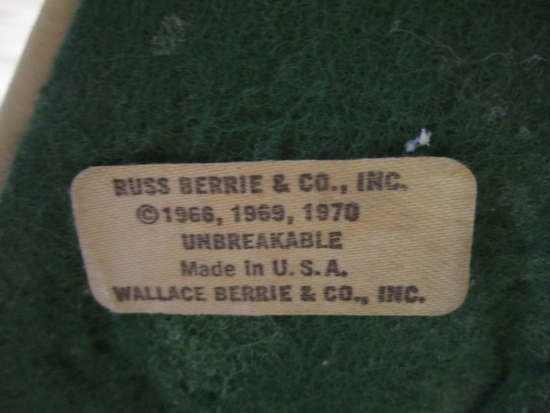 RUSS BERRIE & CO., INC.
©1966, 1969, 1970
UNBREAKABLE
Made in U.S.A.
WALLACE BERRIE & CO., INC.